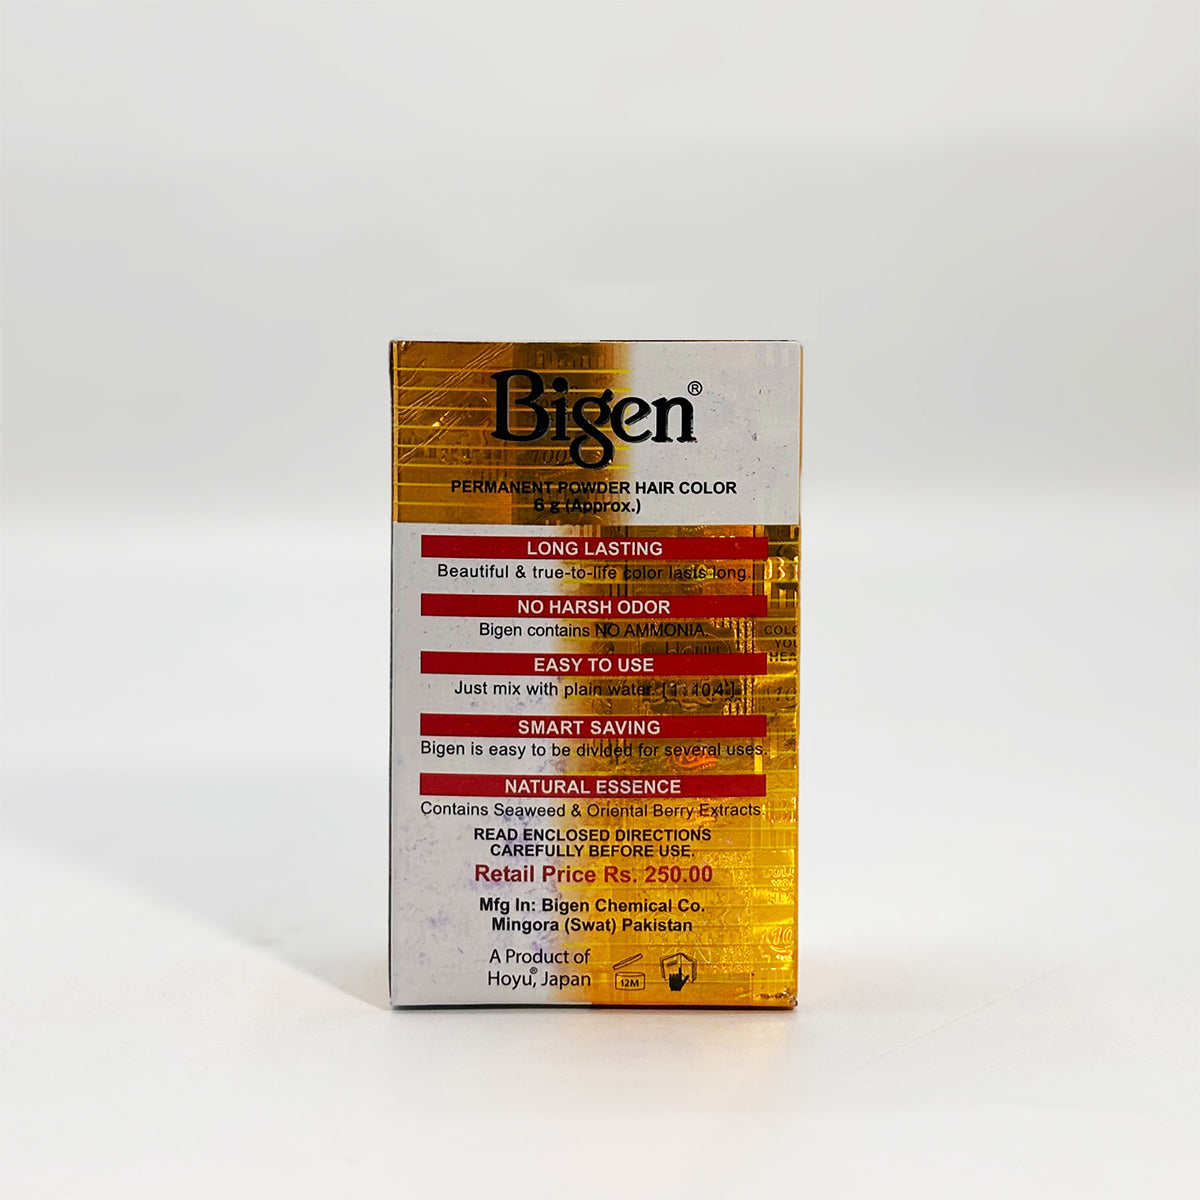 Bigen®
PERMANENT POWDER HAIR COLOR
6 g (Approx.)
LONG LASTING
Beautiful & true-to-life color lasts long.
NO HARSH ODOR
Bigen contains NO AMMONIA.
EASY TO USE
Just mix with plain water. [1:10.4]
SMART SAVING
Bigen is easy to be divided for several uses.
NATURAL ESSENCE
Contains Seaweed & Oriental Berry Extracts
READ ENCLOSED DIRECTIONS
CAREFULLY BEFORE USE.
Retail Price Rs. 250.00
Mfg In: Bigen Chemical Co.
Mingora (Swat) Pakistan
A Product of
Hoyu®, Japan
12M